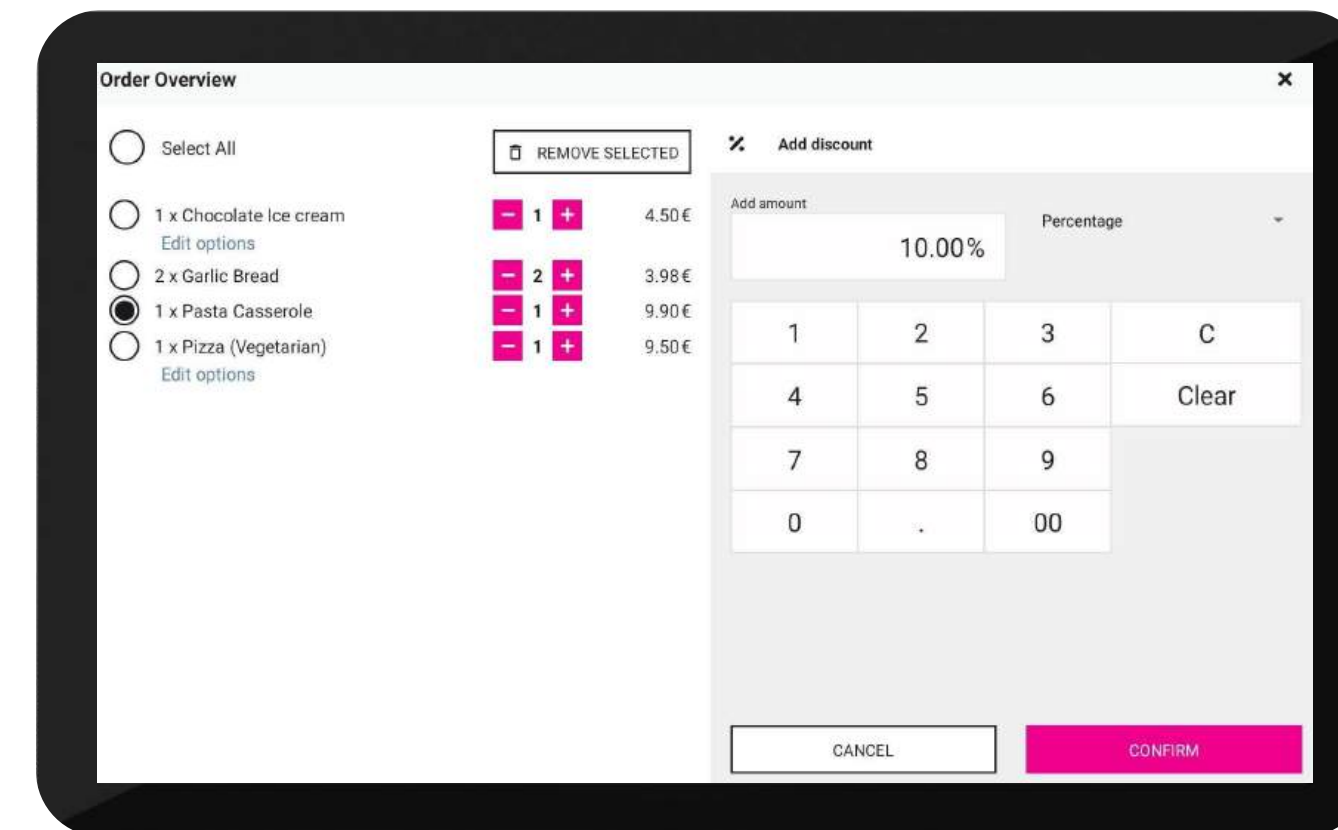 Order Overview
Select All
REMOVE SELECTED
1 x Chocolate Ice cream - 1 + 4.50€
Edit options
2 x Garlic Bread - 2 + 3.98€
1 x Pasta Casserole - 1 + 9.90€
1 x Pizza (Vegetarian) - 1 + 9.50€
Edit options
% Add discount
Add amount
10.00%
Percentage
1 2 3 C
4 5 6 Clear
7 8 9
0 . 00
CANCEL
CONFIRM